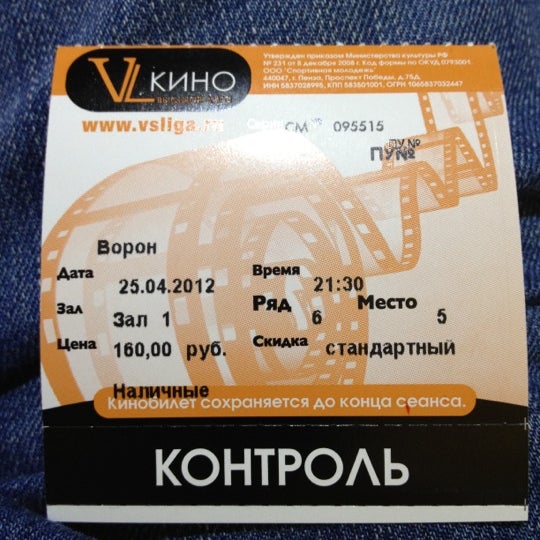 VL КИНО
Утвержден приказом Министерства культуры РФ
№ 231 от 8 декабря 2008 г. Код формы по ОКУД 0793001
ООО "Спортивная молодежь"
440047, г. Пенза, Проспект Победы, д.75Д
ИНН 5837028995, КПП 583501001, ОГРН 1065837032447
www.vsliga.ru
Серия СМ № 095515
ПУ №
ПУ№
Ворон
Дата 25.04.2012 Время 21:30
Зал Зал 1 Ряд 6 Место 5
Цена 160,00 руб. Скидка стандартный
Наличные
Кинобилет сохраняется до конца сеанса.
КОНТРОЛЬ